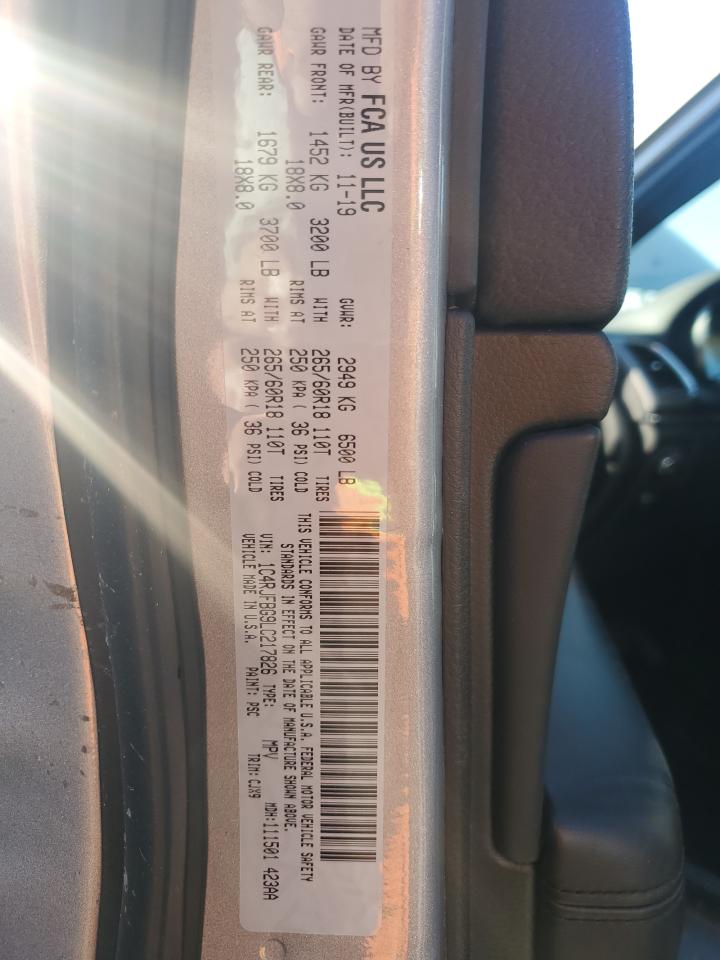 MFD BY FCA US LLC
DATE OF MFR(BUILT): 11-19 GVWR: 2949 KG 6500 LB
GAWR FRONT: 1452 KG 3200 LB WITH 265/60R18 110T TIRES
18X8.0 RIMS AT 250 KPA ( 36 PSI) COLD
GAWR REAR: 1679 KG 3700 LB WITH 265/60R18 110T TIRES
18X8.0 RIMS AT 250 KPA ( 36 PSI) COLD
THIS VEHICLE CONFORMS TO ALL APPLICABLE U.S.A. FEDERAL MOTOR VEHICLE SAFETY
STANDARDS IN EFFECT ON THE DATE OF MANUFACTURE SHOWN ABOVE.
VIN: 1C4RJFBG9LC217826 TYPE: MPV MDH:111501 423AA
VEHICLE MADE IN U.S.A. PAINT: PSC TRIM: CJX9